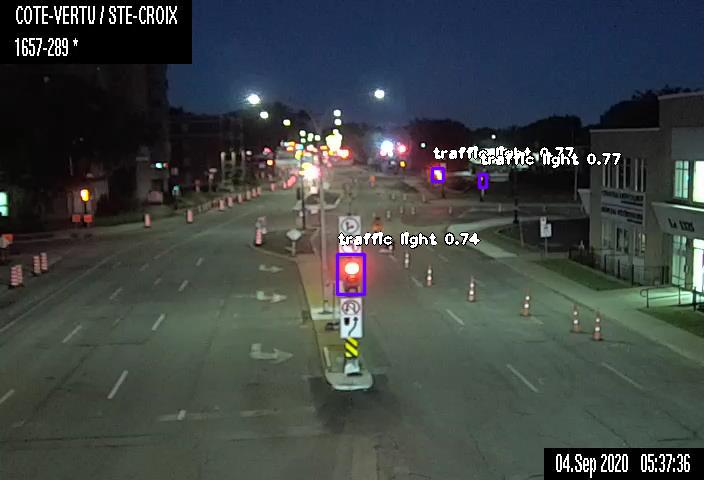 COTE-VERTU / STE-CROIX
1657-289 *
traffic light 0.77
traffic light 0.77
traffic light 0.74
04.Sep 2020 05:37:36